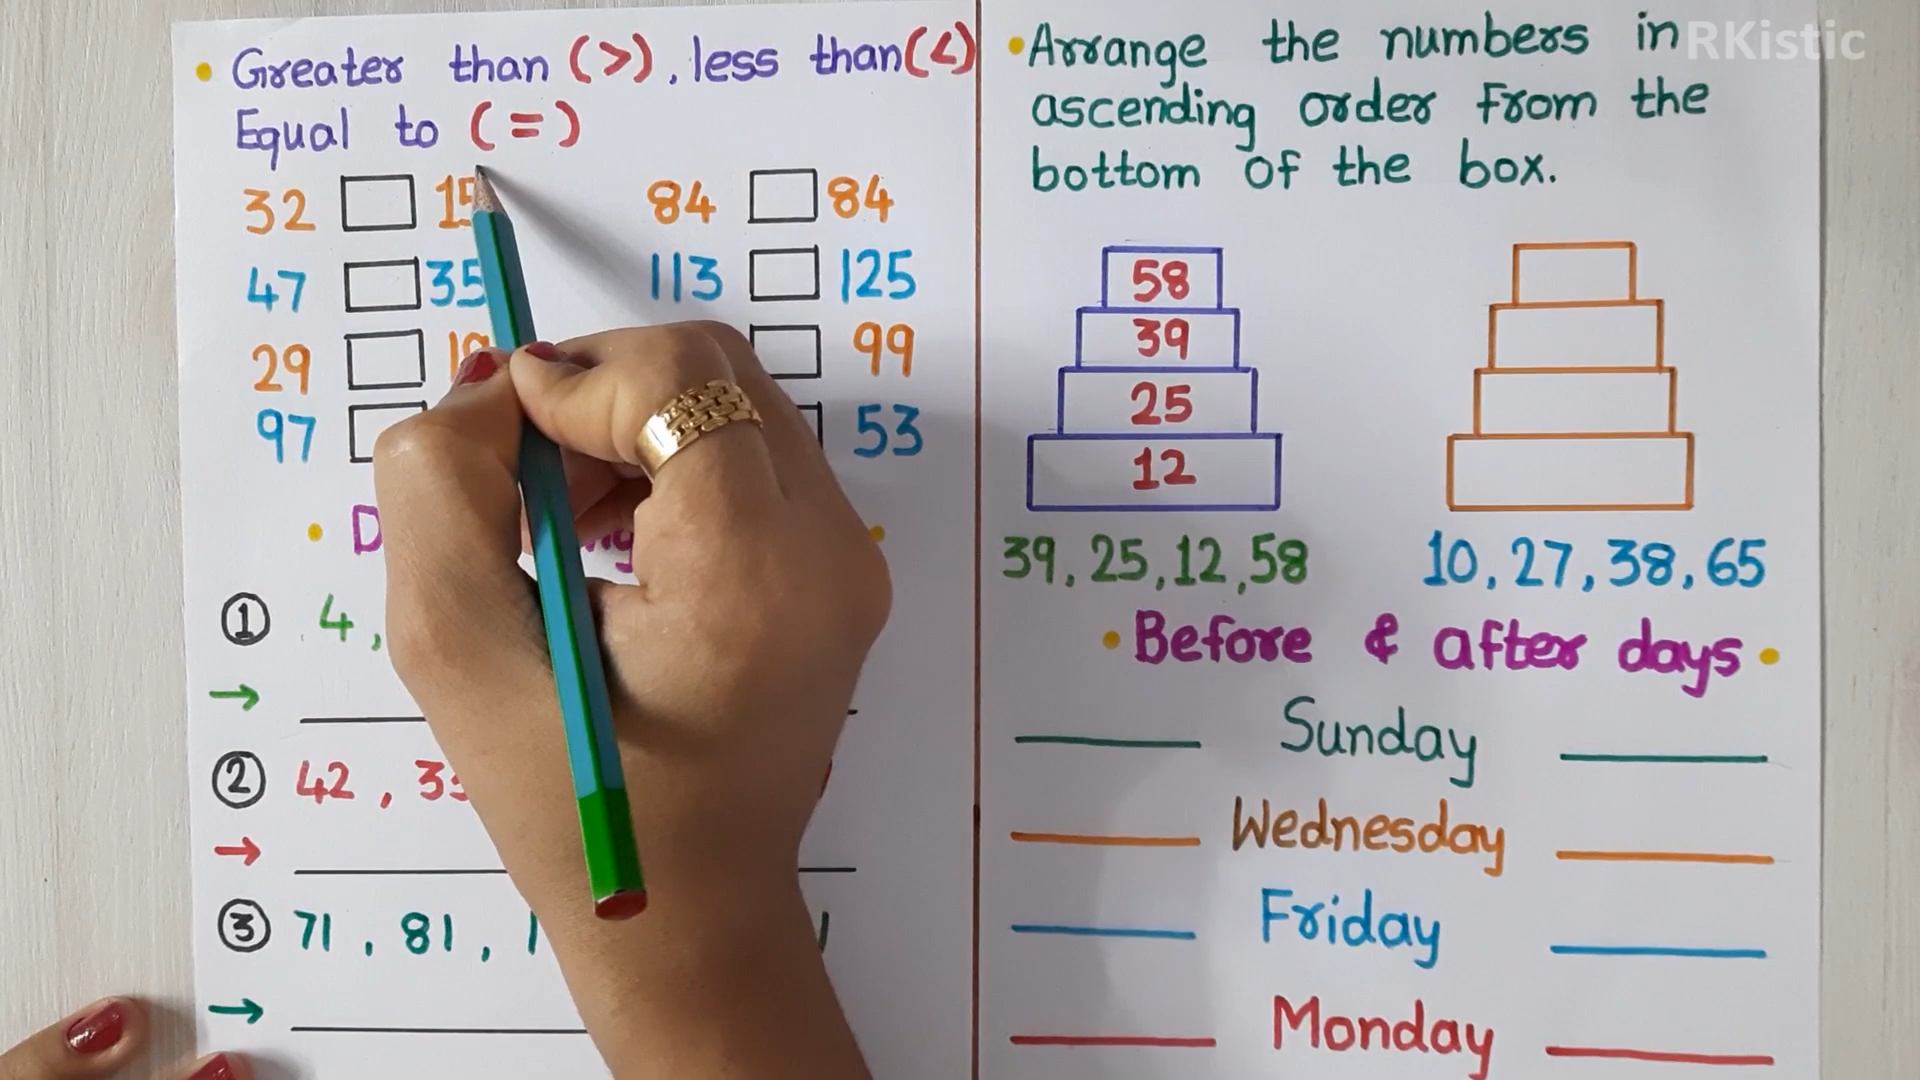 Greater than (>), less than(<)
Equal to (=)
32 15 84 84
47 35 113 125
29 99
97 53
① 4,
→
② 42, 33
→
③ 71, 81, 1
→
Arrange the numbers in
ascending order From the
bottom of the box.
58
39
25
12
39, 25, 12, 58 10, 27, 38, 65
Before & after days
Sunday
Wednesday
Friday
Monday
RKistic